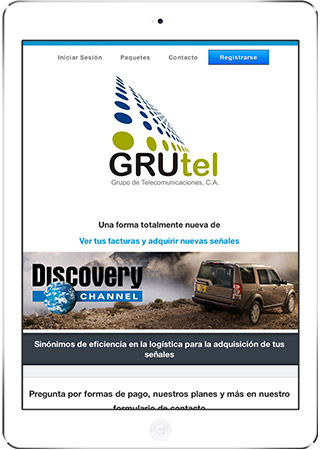 Iniciar Sesión Paquetes Contacto Registrarse
GRUtel
Grupo de Telecomunicaciones, C.A.
Una forma totalmente nueva de
Ver tus facturas y adquirir nuevas señales
Discovery
CHANNEL
Sinónimos de eficiencia en la logística para la adquisición de tus
señales
Pregunta por formas de pago, nuestros planes y más en nuestro
formulario de contacto